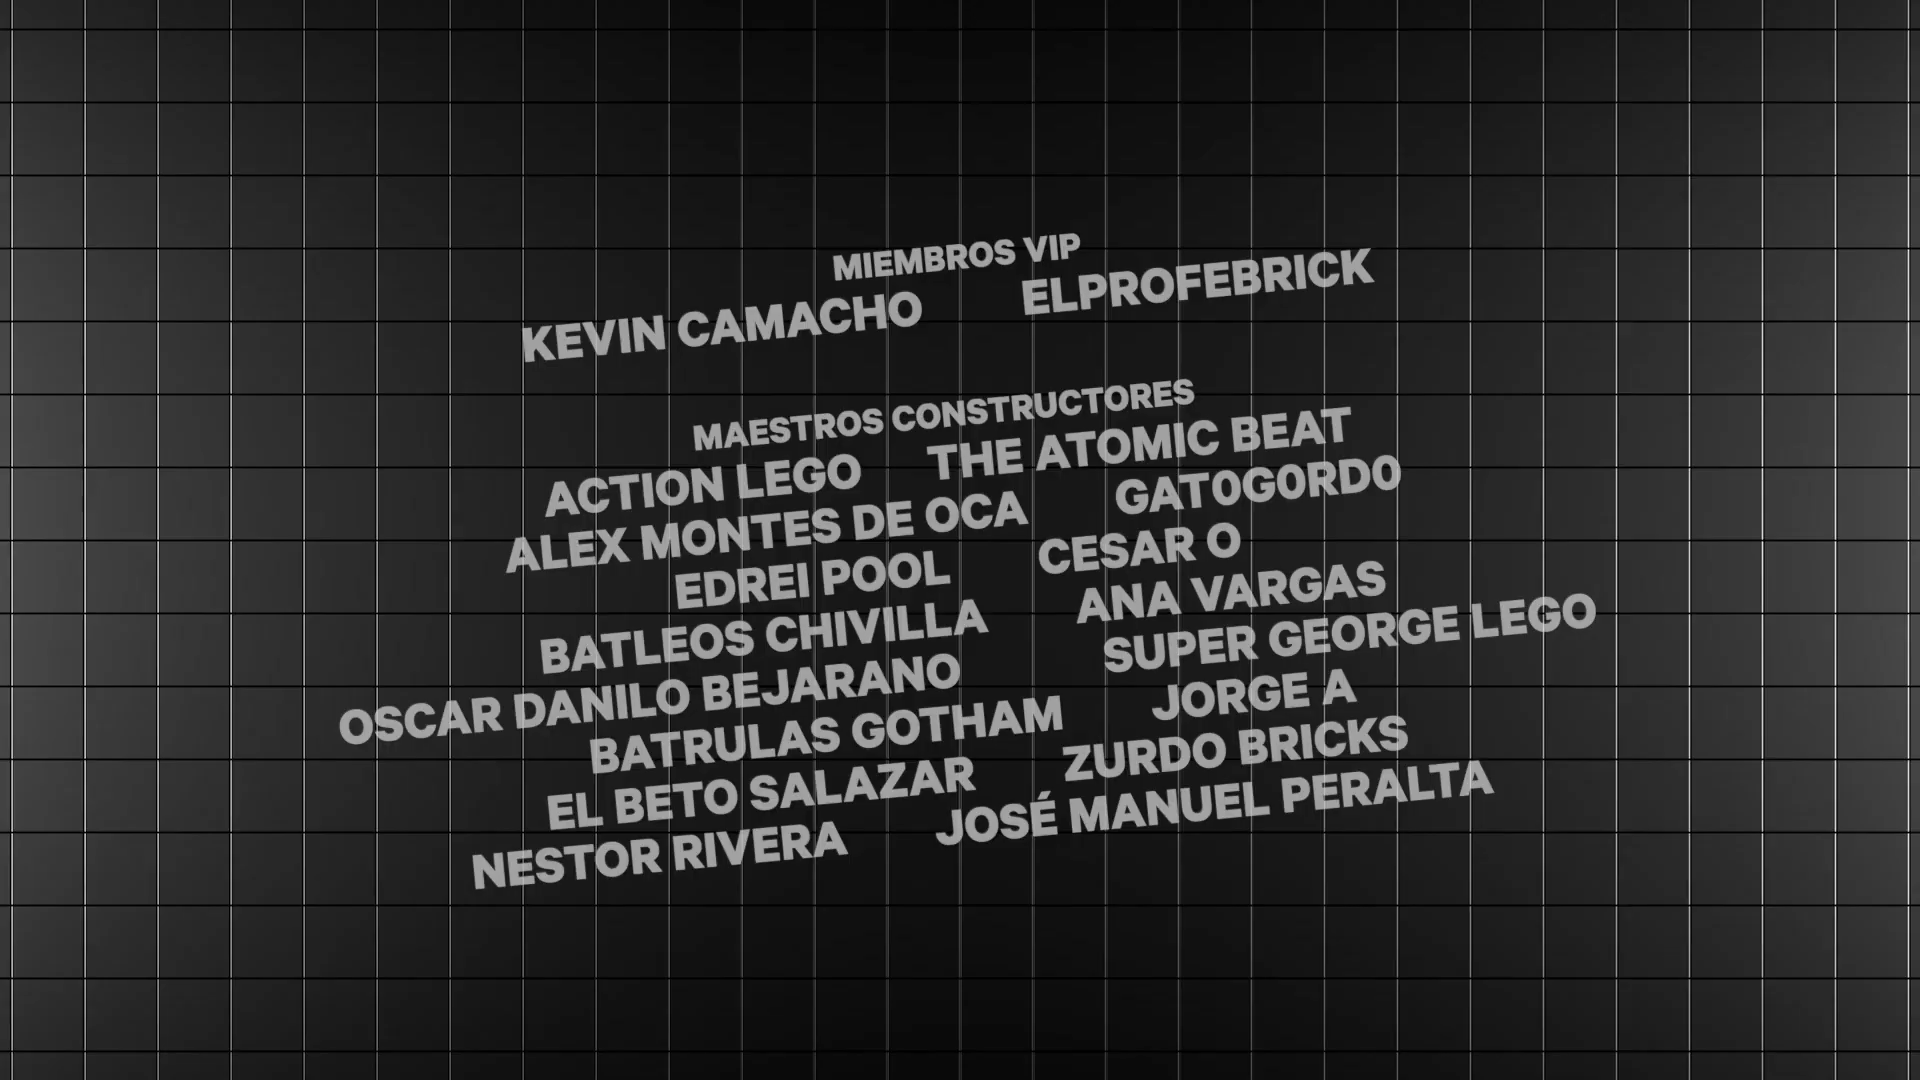 MIEMBROS VIP
KEVIN CAMACHO ELPROFEBRICK
MAESTROS CONSTRUCTORES
ACTION LEGO THE ATOMIC BEAT
ALEX MONTES DE OCA GAT0G0RD0
EDREI POOL CESAR O
BATLEOS CHIVILLA ANA VARGAS
OSCAR DANILO BEJARANO SUPER GEORGE LEGO
BATRULAS GOTHAM JORGE A
EL BETO SALAZAR ZURDO BRICKS
NESTOR RIVERA JOSÉ MANUEL PERALTA